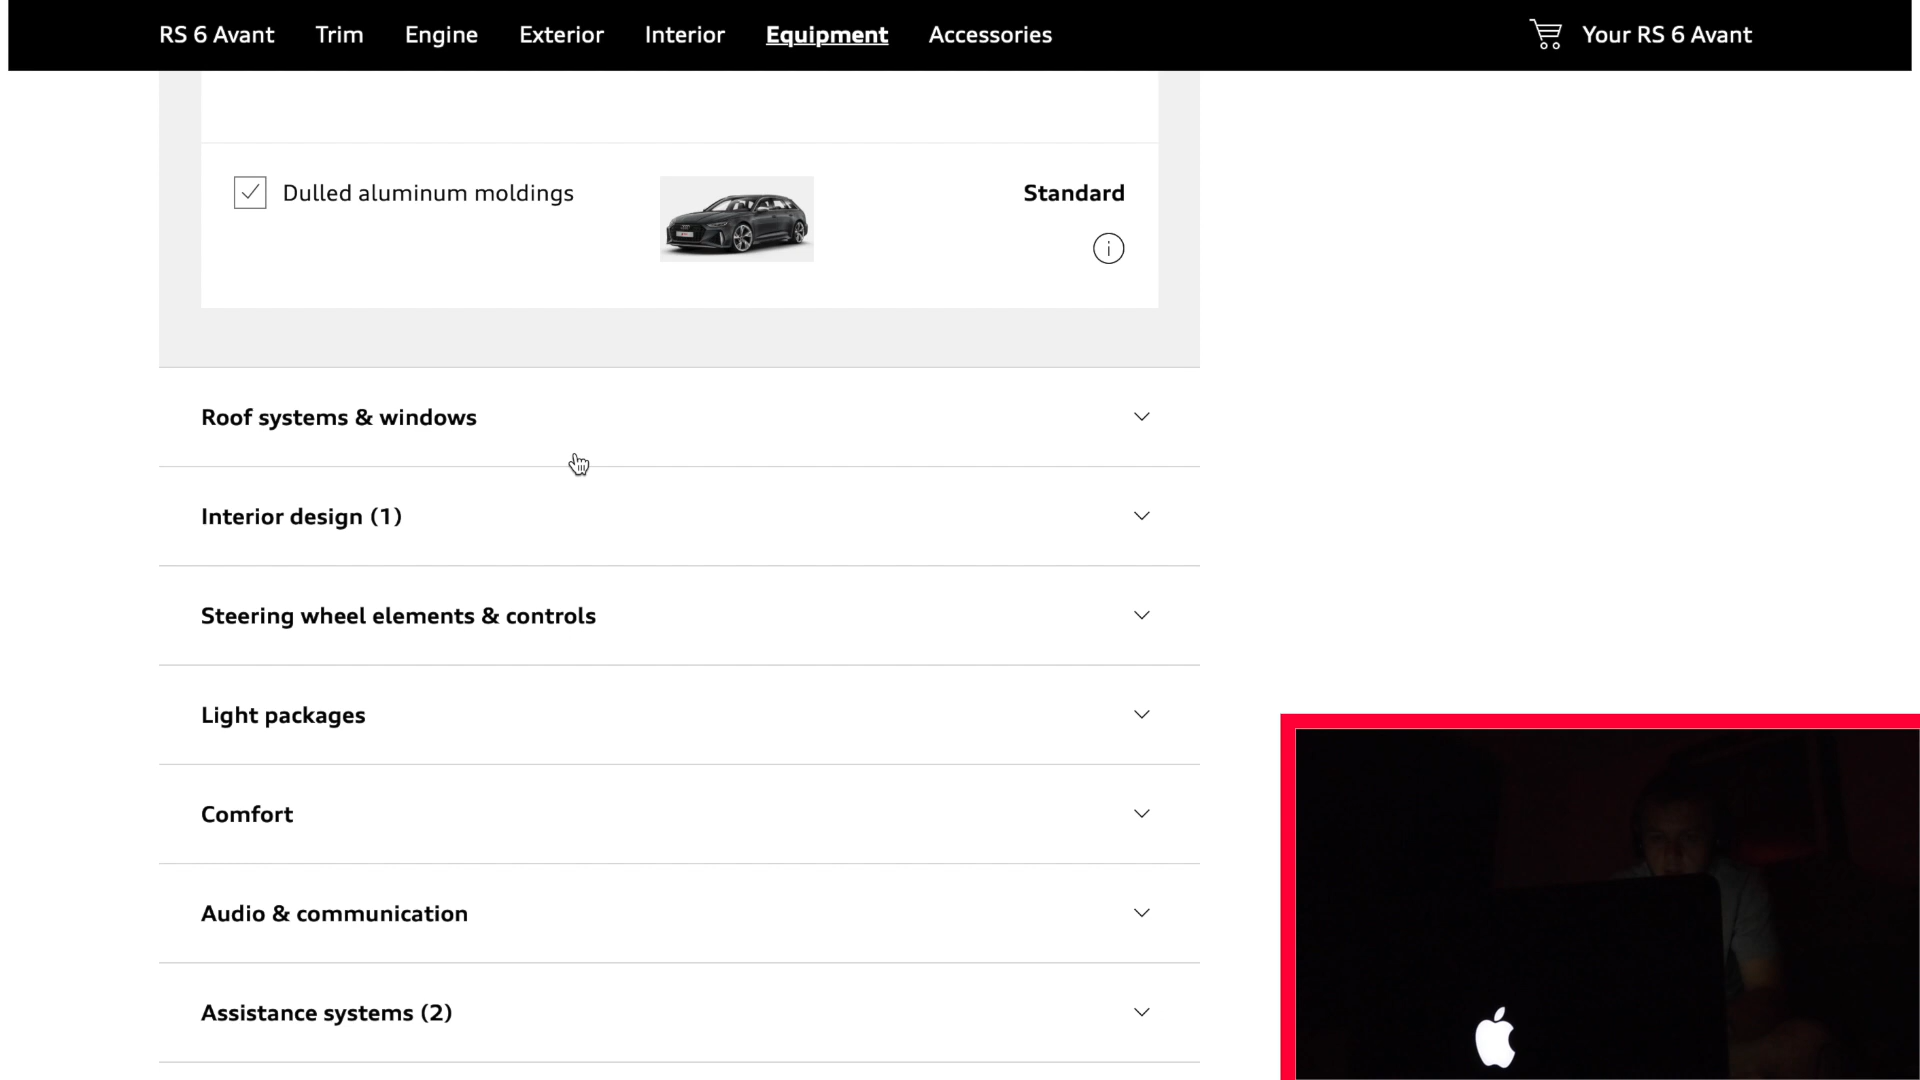 RS 6 Avant
Trim
Engine
Exterior
Interior
Equipment
Accessories
Your RS 6 Avant
Dulled aluminum moldings
Standard
Roof systems & windows
Interior design (1)
Steering wheel elements & controls
Light packages
Comfort
Audio & communication
Assistance systems (2)